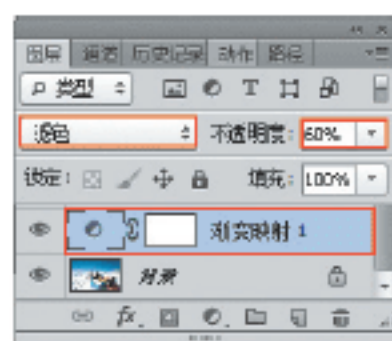 图层 通道 历史记录 动作 路径
类型 T
滤色 不透明度: 60%
锁定: 填充: 100%
渐变映射 1
背景
fx.